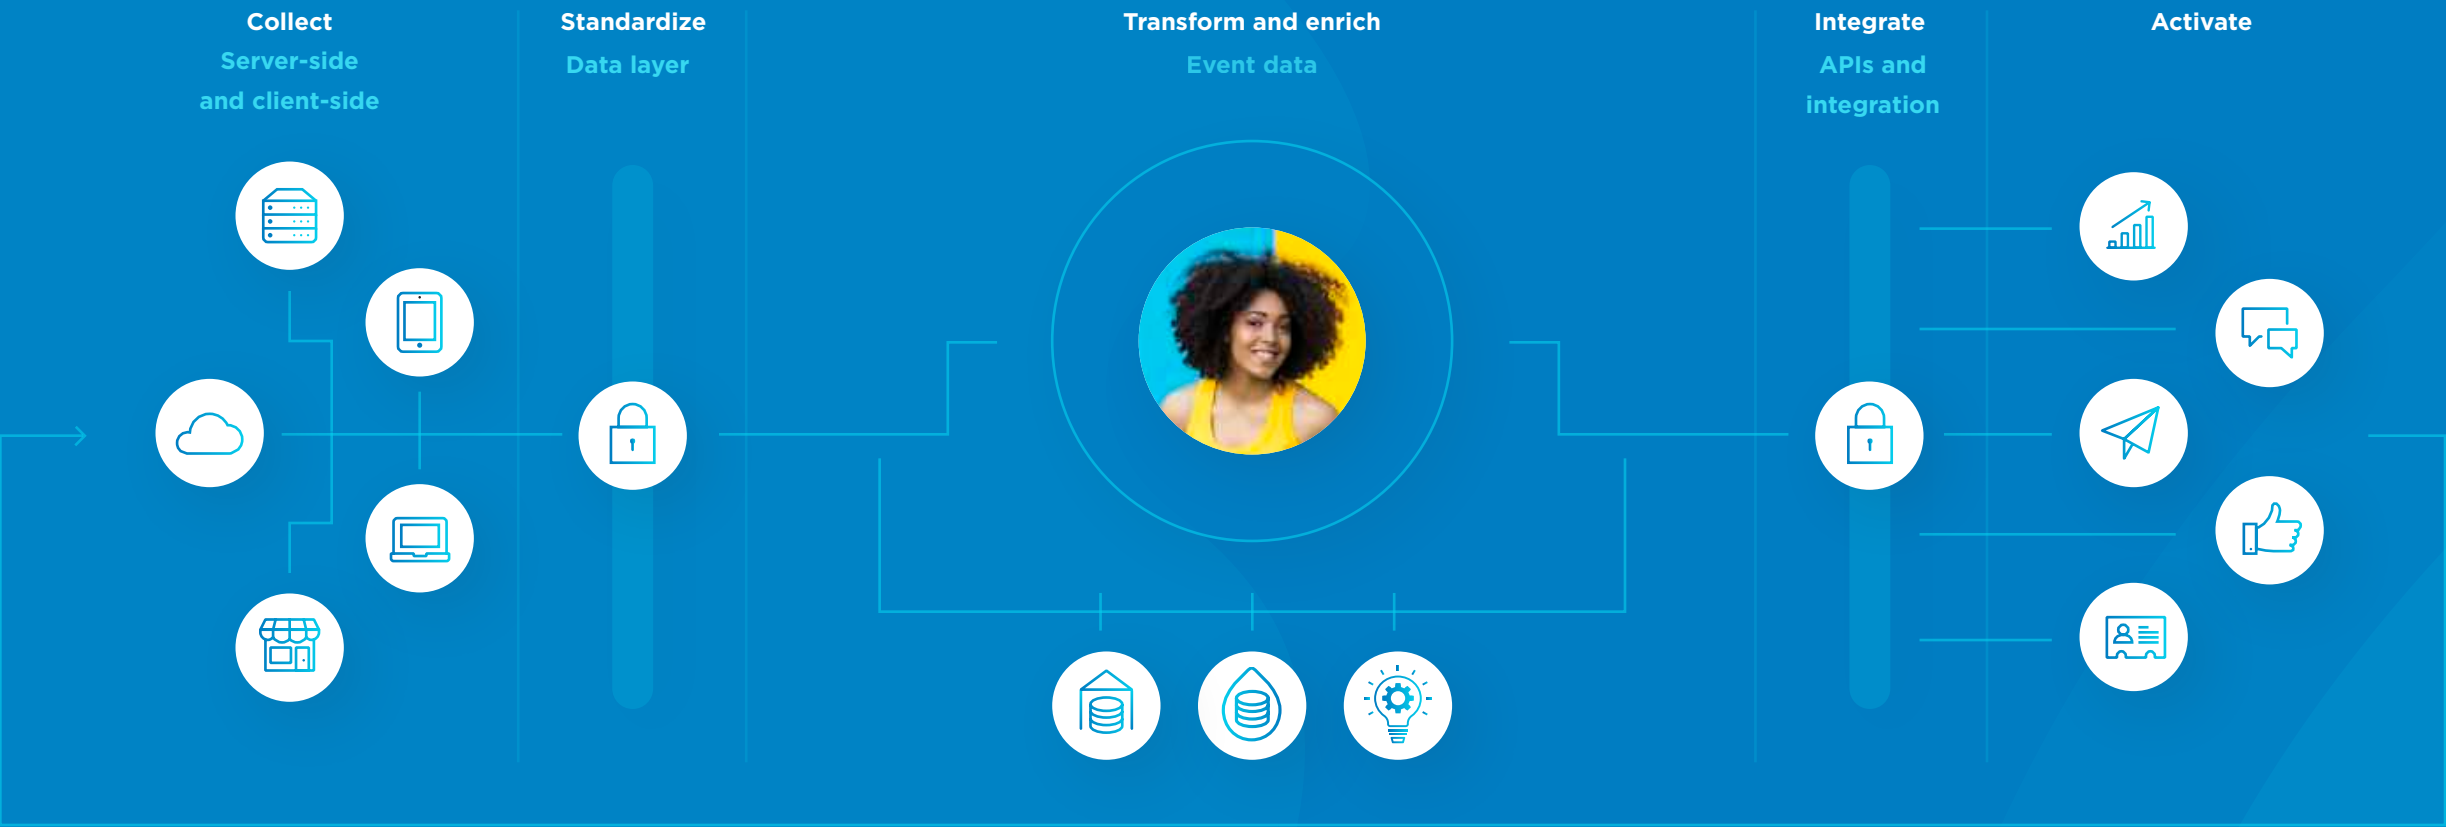 Collect
Server-side
and client-side
Standardize
Data layer
Transform and enrich
Event data
Integrate
APIs and
integration
Activate